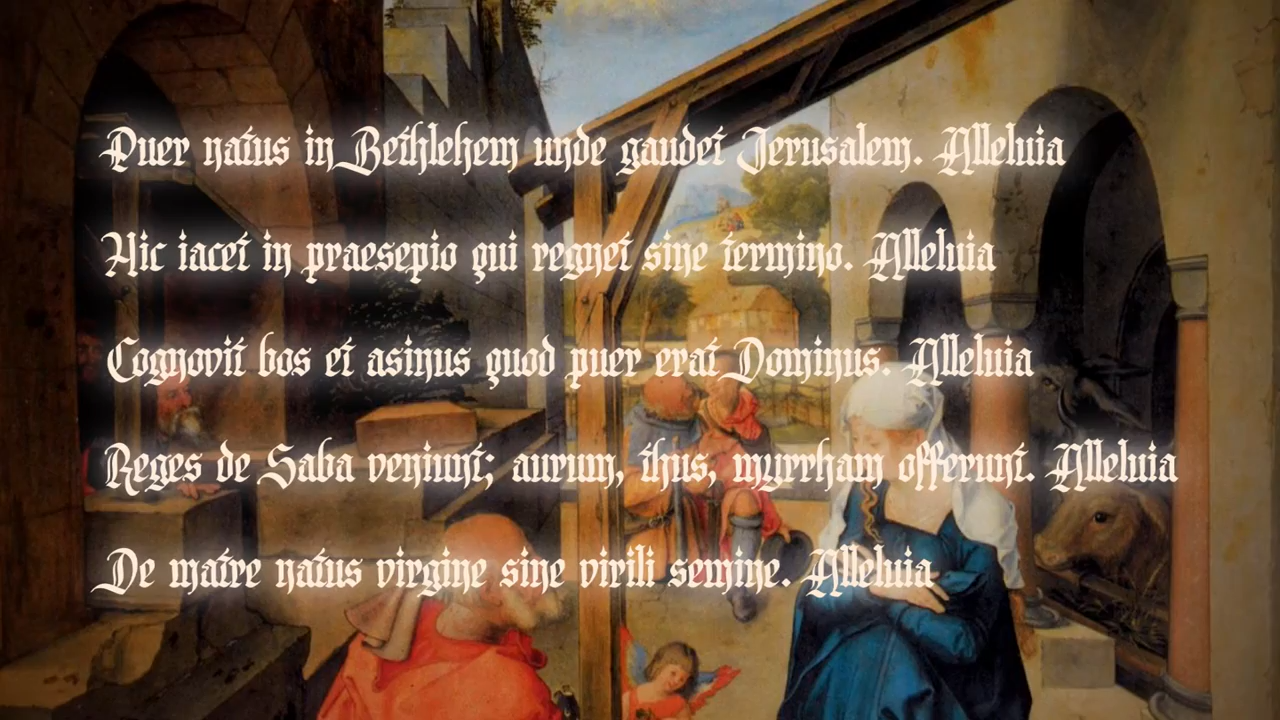 Puer natus in Bethlehem unde gaudet Jerusalem. Alleluia
Hic iacet in praesepio qui regnet sine termino. Alleluia
Cognovit bos et asinus quod puer erat Dominus. Alleluia
Reges de Saba veniunt; aurum, thus, myrrham offerunt. Alleluia
De matre natus virgine sine virili semine. Alleluia